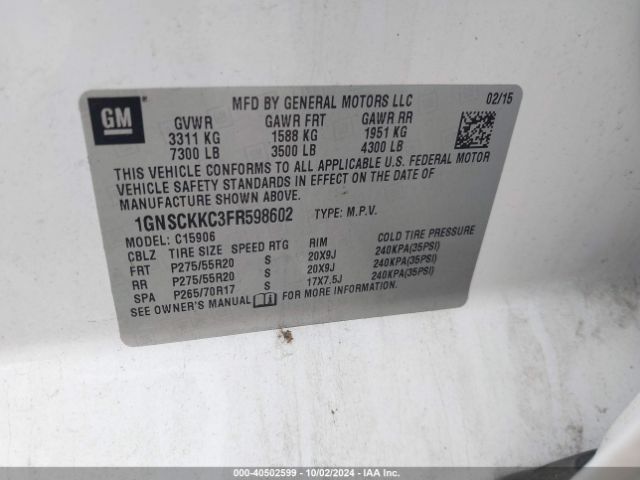 GM
MFD BY GENERAL MOTORS LLC 02/15
GVWR GAWR FRT GAWR RR
3311 KG 1588 KG 1951 KG
7300 LB 3500 LB 4300 LB
THIS VEHICLE CONFORMS TO ALL APPLICABLE U.S. FEDERAL MOTOR
VEHICLE SAFETY STANDARDS IN EFFECT ON THE DATE OF
MANUFACTURE SHOWN ABOVE.
1GNSCKKC3FR598602 TYPE: M.P.V.
MODEL: C15906
CBLZ TIRE SIZE SPEED RTG RIM COLD TIRE PRESSURE
FRT P275/55R20 S 20X9J 240KPA(35PSI)
RR P275/55R20 S 20X9J 240KPA(35PSI)
SPA P265/70R17 S 17X7.5J 240KPA(35PSI)
SEE OWNER'S MANUAL FOR MORE INFORMATION.
000-40502599 - 10/02/2024 - IAA Inc.